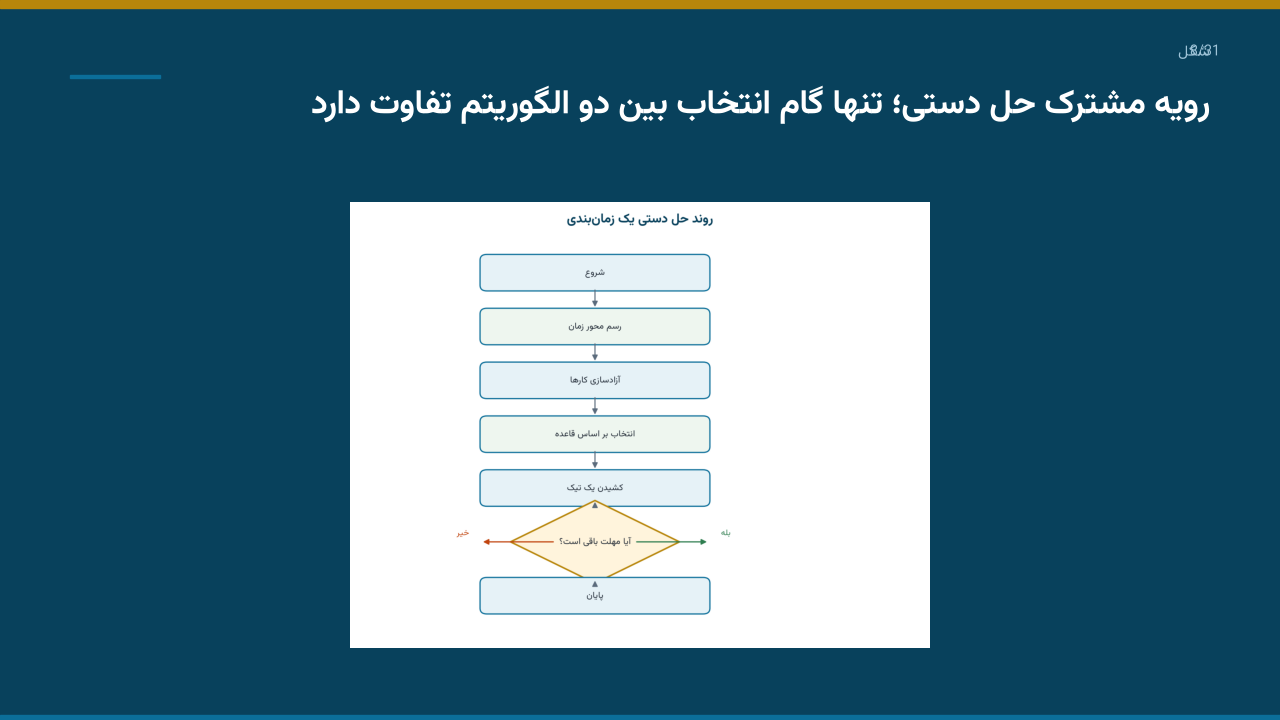 شکل
8/31
رویه مشترک حل دستی؛ تنها گام انتخاب بین دو الگوریتم تفاوت دارد
روند حل دستی یک زمان‌بندی
شروع
رسم محور زمان
آزادسازی کارها
انتخاب بر اساس قاعده
کشیدن یک تیک
آیا مهلت باقی است؟
بله
خیر
پایان